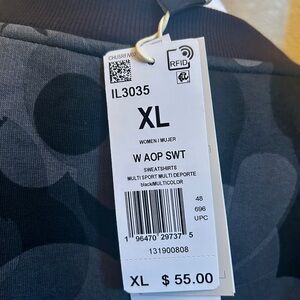 RFID
IL3035
XL
WOMEN / MUJER
W AOP SWT
SWEATSHIRTS
MULTI SPORT MULTI DEPORTE
black/MULTICOLOR
48
696
UPC
1 96470 29737 5
131900808
XL $ 55.00